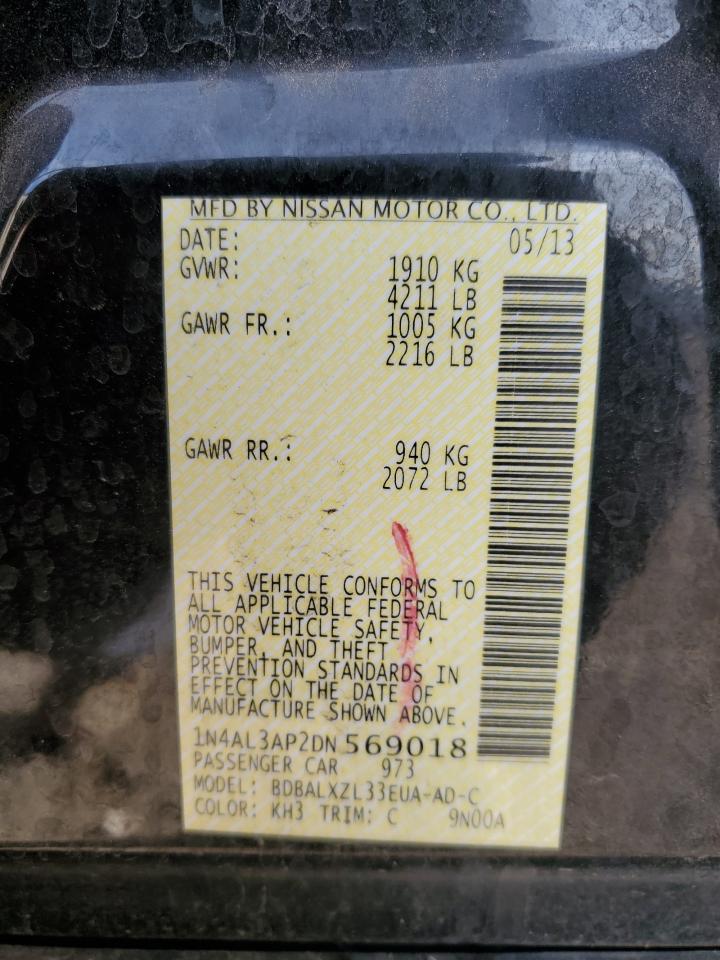 MFD BY NISSAN MOTOR CO., LTD.
DATE: 05/13
GVWR: 1910 KG
4211 LB
GAWR FR.: 1005 KG
2216 LB
GAWR RR.: 940 KG
2072 LB
THIS VEHICLE CONFORMS TO
ALL APPLICABLE FEDERAL
MOTOR VEHICLE SAFETY,
BUMPER, AND THEFT
PREVENTION STANDARDS IN
EFFECT ON THE DATE OF
MANUFACTURE SHOWN ABOVE.
1N4AL3AP2DN569018
PASSENGER CAR 973
MODEL: BDBALXZL33EUA-AD-C
COLOR: KH3 TRIM: C 9N00A